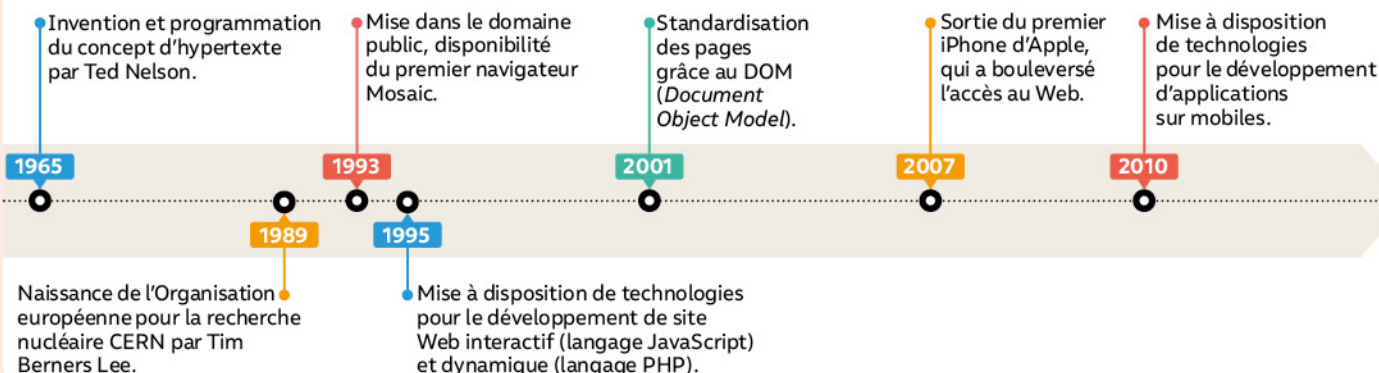 Invention et programmation
du concept d'hypertexte
par Ted Nelson.
Mise dans le domaine
public, disponibilité
du premier navigateur
Mosaic.
Standardisation
des pages
grâce au DOM
(Document
Object Model).
Sortie du premier
iPhone d'Apple,
qui a bouleversé
l'accès au Web.
Mise à disposition
de technologies
pour le développement
d'applications
sur mobiles.
1965
1993
2001
2007
2010
1989
1995
Naissance de l'Organisation
européenne pour la recherche
nucléaire CERN par Tim
Berners Lee.
Mise à disposition de technologies
pour le développement de site
Web interactif (langage JavaScript)
et dynamique (langage PHP).